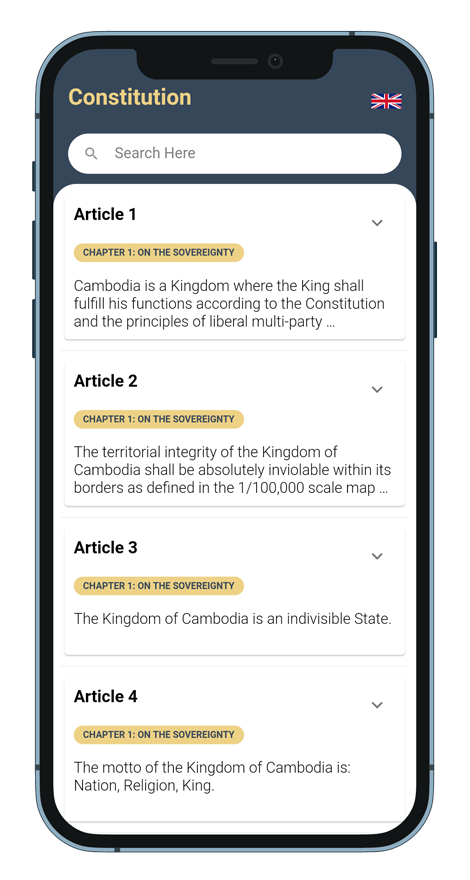 Constitution
Search Here
Article 1
CHAPTER 1: ON THE SOVEREIGNTY
Cambodia is a Kingdom where the King shall
fulfill his functions according to the Constitution
and the principles of liberal multi-party ...
Article 2
CHAPTER 1: ON THE SOVEREIGNTY
The territorial integrity of the Kingdom of
Cambodia shall be absolutely inviolable within its
borders as defined in the 1/100,000 scale map ...
Article 3
CHAPTER 1: ON THE SOVEREIGNTY
The Kingdom of Cambodia is an indivisible State.
Article 4
CHAPTER 1: ON THE SOVEREIGNTY
The motto of the Kingdom of Cambodia is:
Nation, Religion, King.